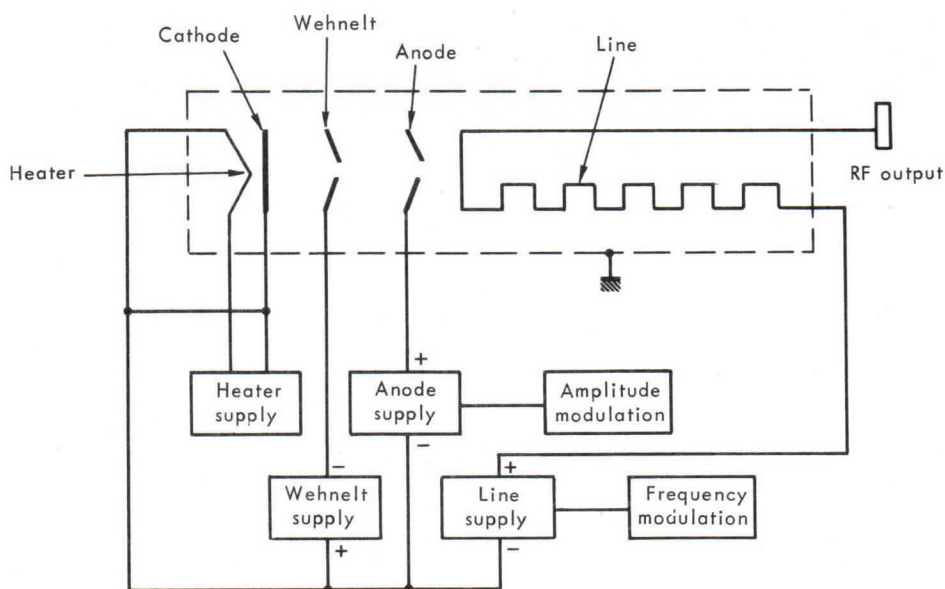 Wehnelt
Cathode
Anode
Line
Heater
RF output
+
Heater
supply
Anode
supply
Amplitude
modulation
−
−
+
Wehnelt
supply
Line
supply
Frequency
modulation
+
−